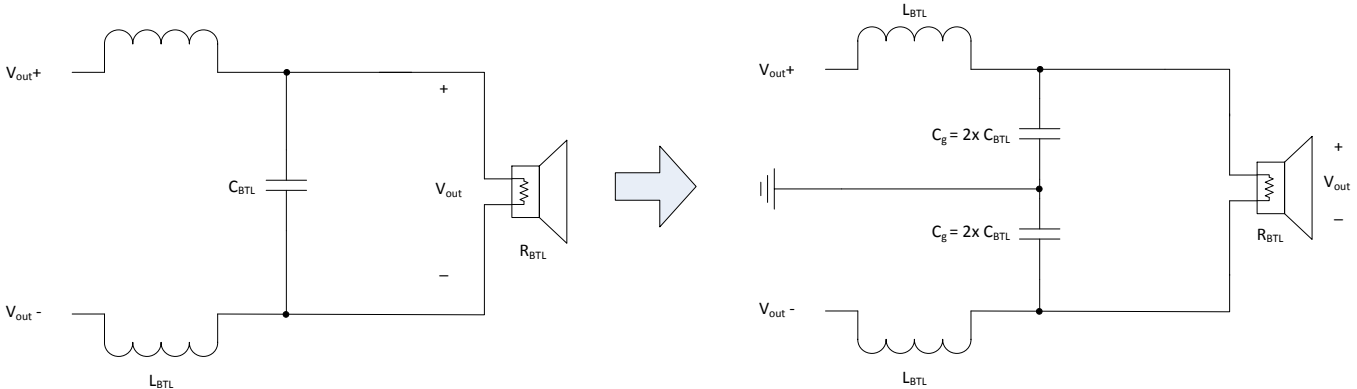 V_out+
+
C_BTL
V_out
R_BTL
–
V_out -
L_BTL
L_BTL
V_out+
C_g = 2x C_BTL
+
V_out
–
C_g = 2x C_BTL
R_BTL
V_out -
L_BTL